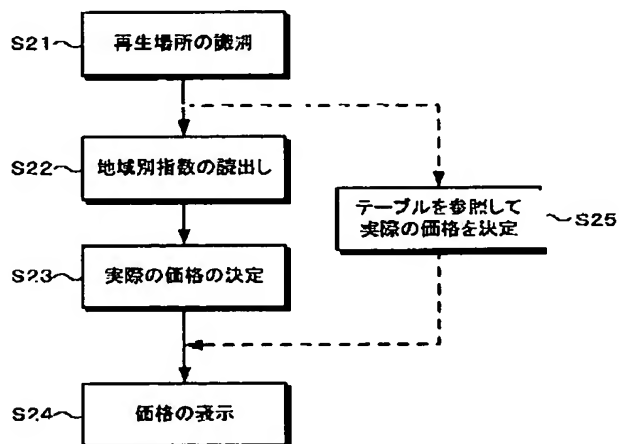 S21
再生場所の識別
S22
地域別指数の読出し
テーブルを参照して
実際の価格を決定
S25
S23
実際の価格の決定
S24
価格の表示